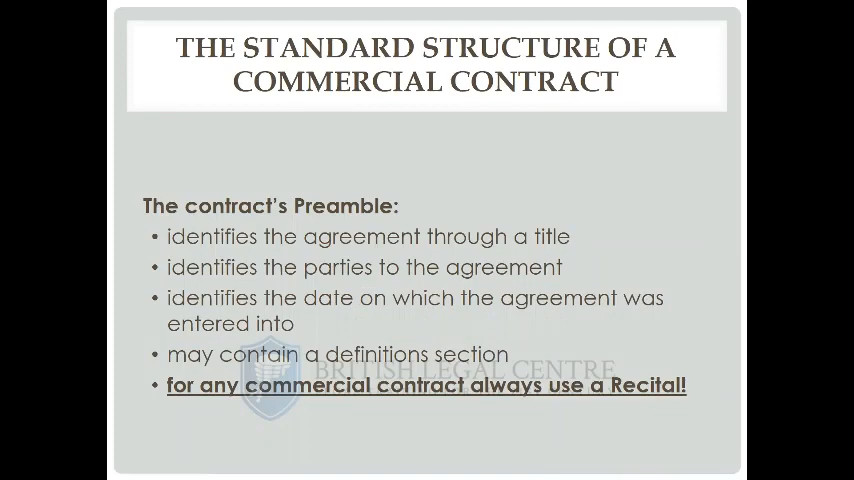 THE STANDARD STRUCTURE OF A
COMMERCIAL CONTRACT
The contract's Preamble:
• identifies the agreement through a title
• identifies the parties to the agreement
• identifies the date on which the agreement was
entered into
• may contain a definitions section
BRITISH LEGAL CENTRE
• for any commercial contract always use a Recital!